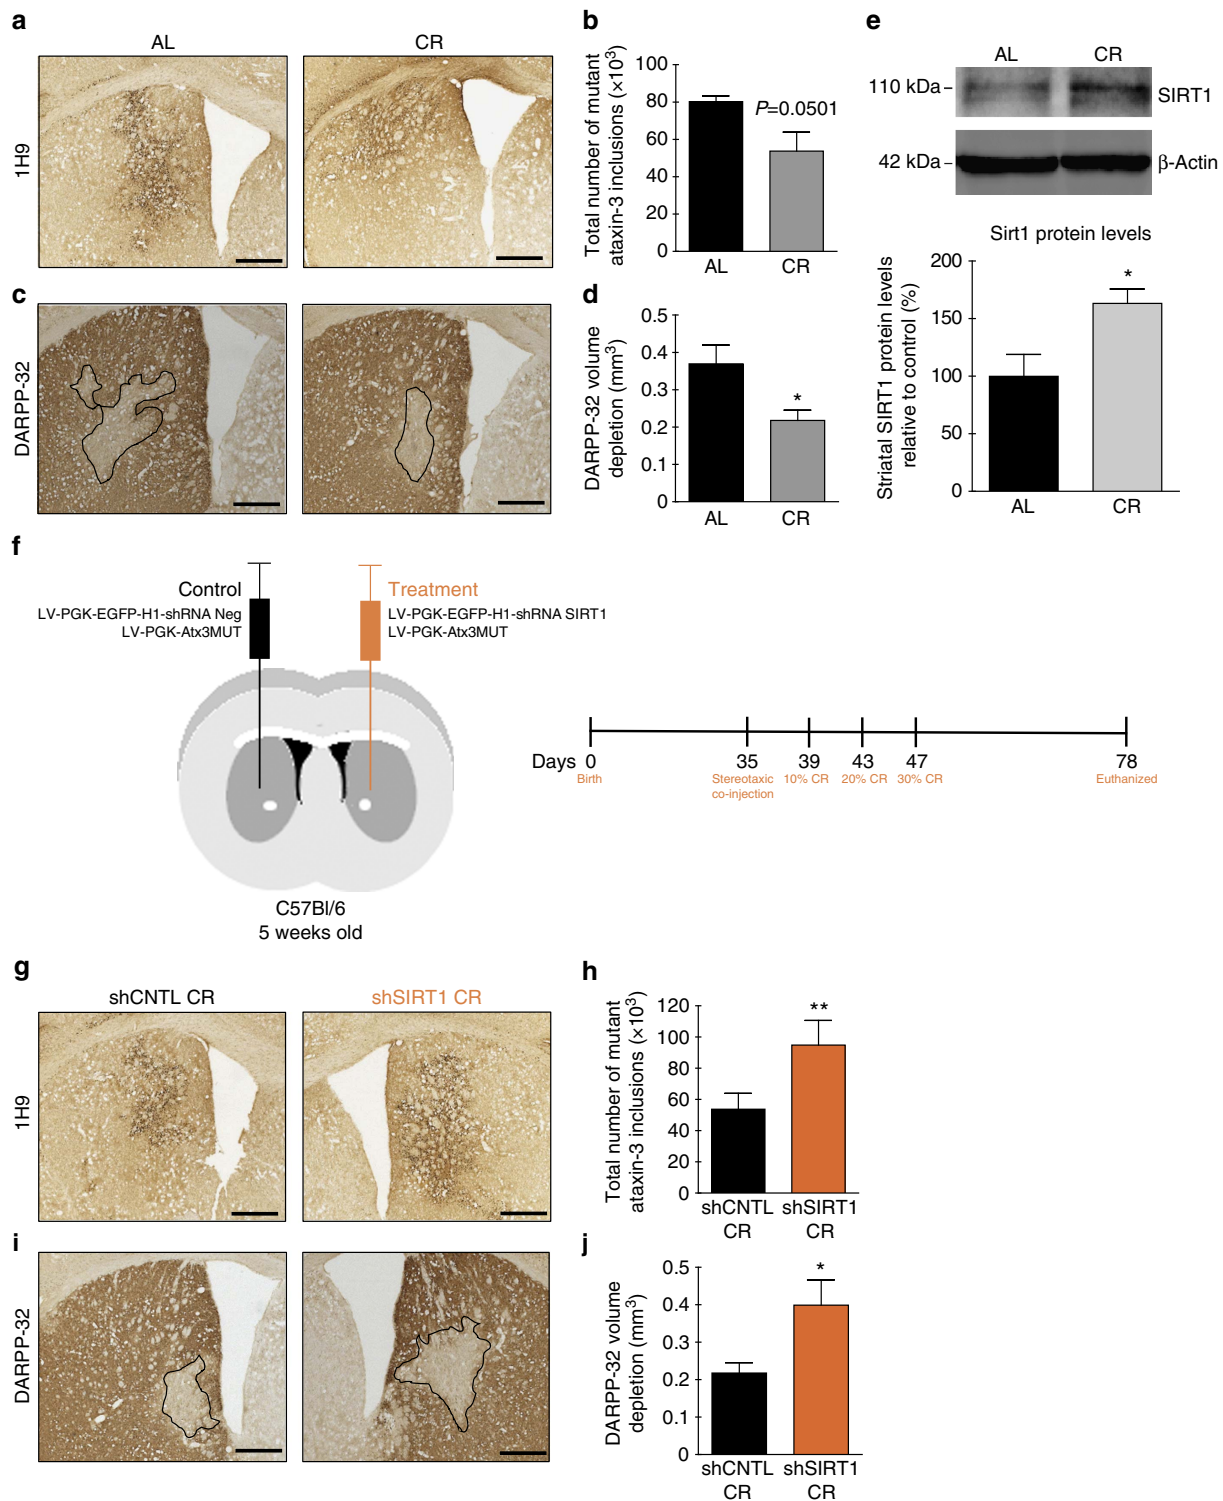 a
AL
CR
1H9
b
Total number of mutant
ataxin-3 inclusions (×10³)
100
80
60
40
20
0
P=0.0501
AL
CR
c
DARPP-32
d
DARPP-32 volume
depletion (mm³)
0.5
0.4
0.3
0.2
0.1
0
*
AL
CR
e
AL
CR
110 kDa
SIRT1
42 kDa
β-Actin
Sirt1 protein levels
Striatal SIRT1 protein levels
relative to control (%)
200
150
100
50
0
*
AL
CR
f
Control
LV-PGK-EGFP-H1-shRNA Neg
LV-PGK-Atx3MUT
Treatment
LV-PGK-EGFP-H1-shRNA SIRT1
LV-PGK-Atx3MUT
C57Bl/6
5 weeks old
Days 0 35 39 43 47 78
Birth
Stereotaxic
co-injection
10% CR
20% CR
30% CR
Euthanized
g
shCNTL CR
shSIRT1 CR
1H9
h
Total number of mutant
ataxin-3 inclusions (×10³)
120
100
80
60
40
20
0
**
shCNTL
CR
shSIRT1
CR
i
DARPP-32
j
DARPP-32 volume
depletion (mm³)
0.5
0.4
0.3
0.2
0.1
0
*
shCNTL
CR
shSIRT1
CR